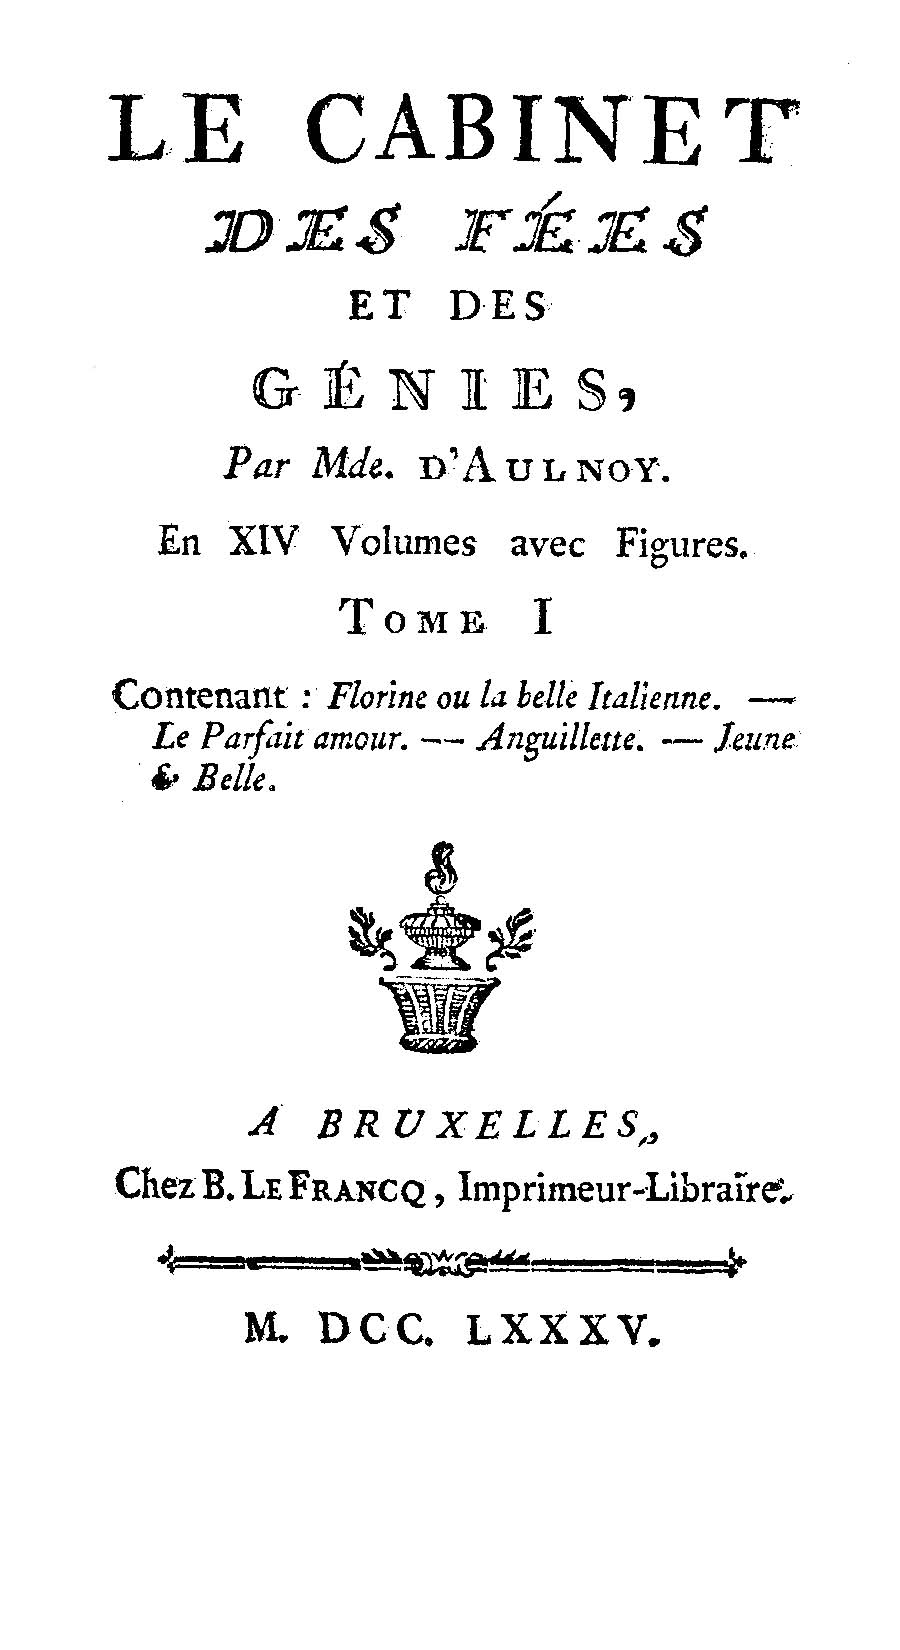 LE CABINET
DES FÉES
ET DES
GÉNIES,
Par Mde. D'AULNOY.
En XIV Volumes avec Figures.
TOME I
Contenant : Florine ou la belle Italienne. —
Le Parfait amour. — Anguillette. — Jeune
& Belle.
A BRUXELLES,
Chez B. LE FRANCQ, Imprimeur-Libraire.
M. DCC. LXXXV.